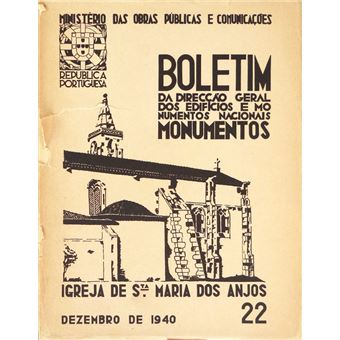 MINISTÉRIO DAS OBRAS PÚBLICAS E COMUNICAÇÕES
REPÚBLICA
PORTUGUESA
BOLETIM
DA DIRECÇÃO GERAL
DOS EDIFÍCIOS E MO
NUMENTOS NACIONAIS
MONUMENTOS
IGREJA DE STA. MARIA DOS ANJOS
DEZEMBRO DE 1940
22